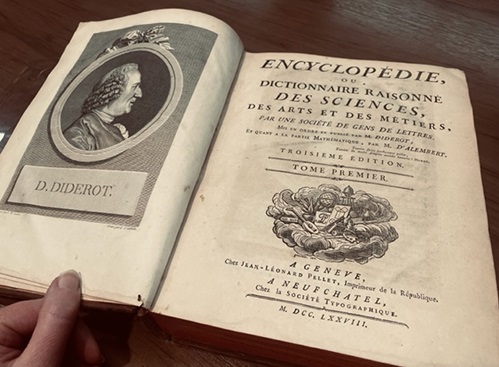 D. DIDEROT.
ENCYCLOPÉDIE,
OU
DICTIONNAIRE RAISONNÉ
DES SCIENCES,
DES ARTS ET DES MÉTIERS,
PAR UNE SOCIÉTÉ DE GENS DE LETTRES.
Mis en ordre et publié par M. DIDEROT;
ET QUANT A LA PARTIE MATHÉMATIQUE, PAR M. D'ALEMBERT.
TROISIEME ÉDITION.
TOME PREMIER.
A GENEVE,
Chez JEAN-LÉONARD PELLET, Imprimeur de la République.
A NEUFCHATEL,
Chez la SOCIÉTÉ TYPOGRAPHIQUE.
M. DCC. LXXVIII.